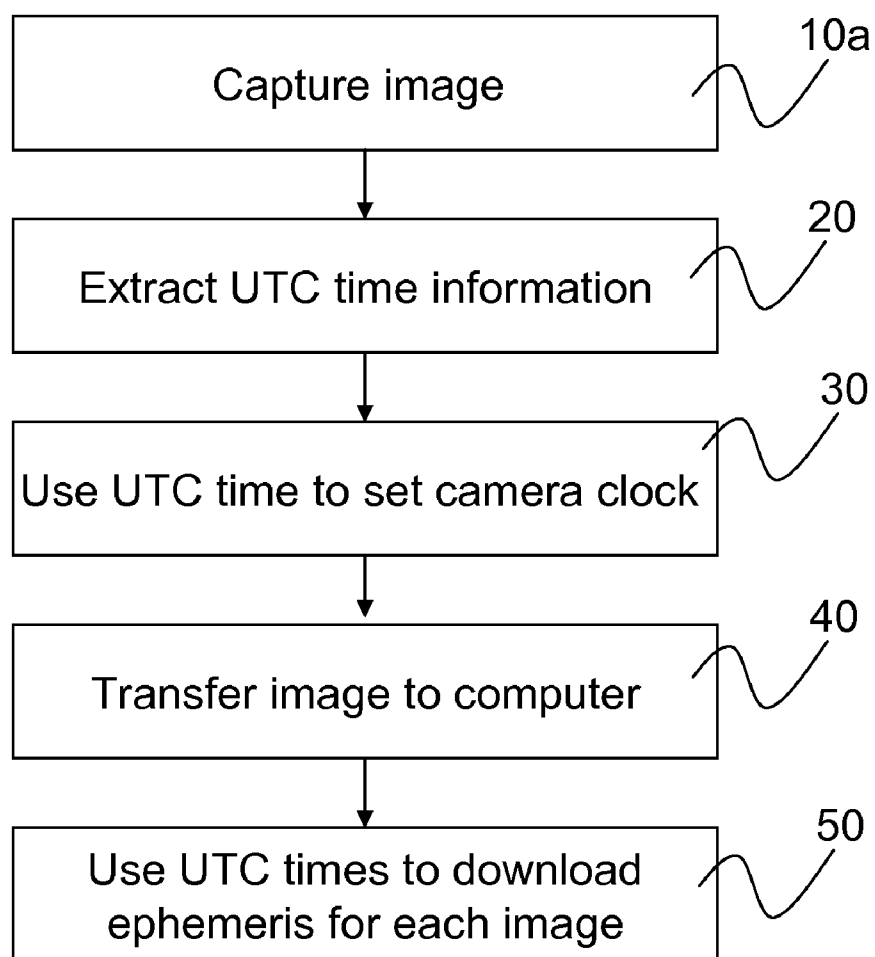 10a
Capture image
20
Extract UTC time information
30
Use UTC time to set camera clock
40
Transfer image to computer
50
Use UTC times to download
ephemeris for each image